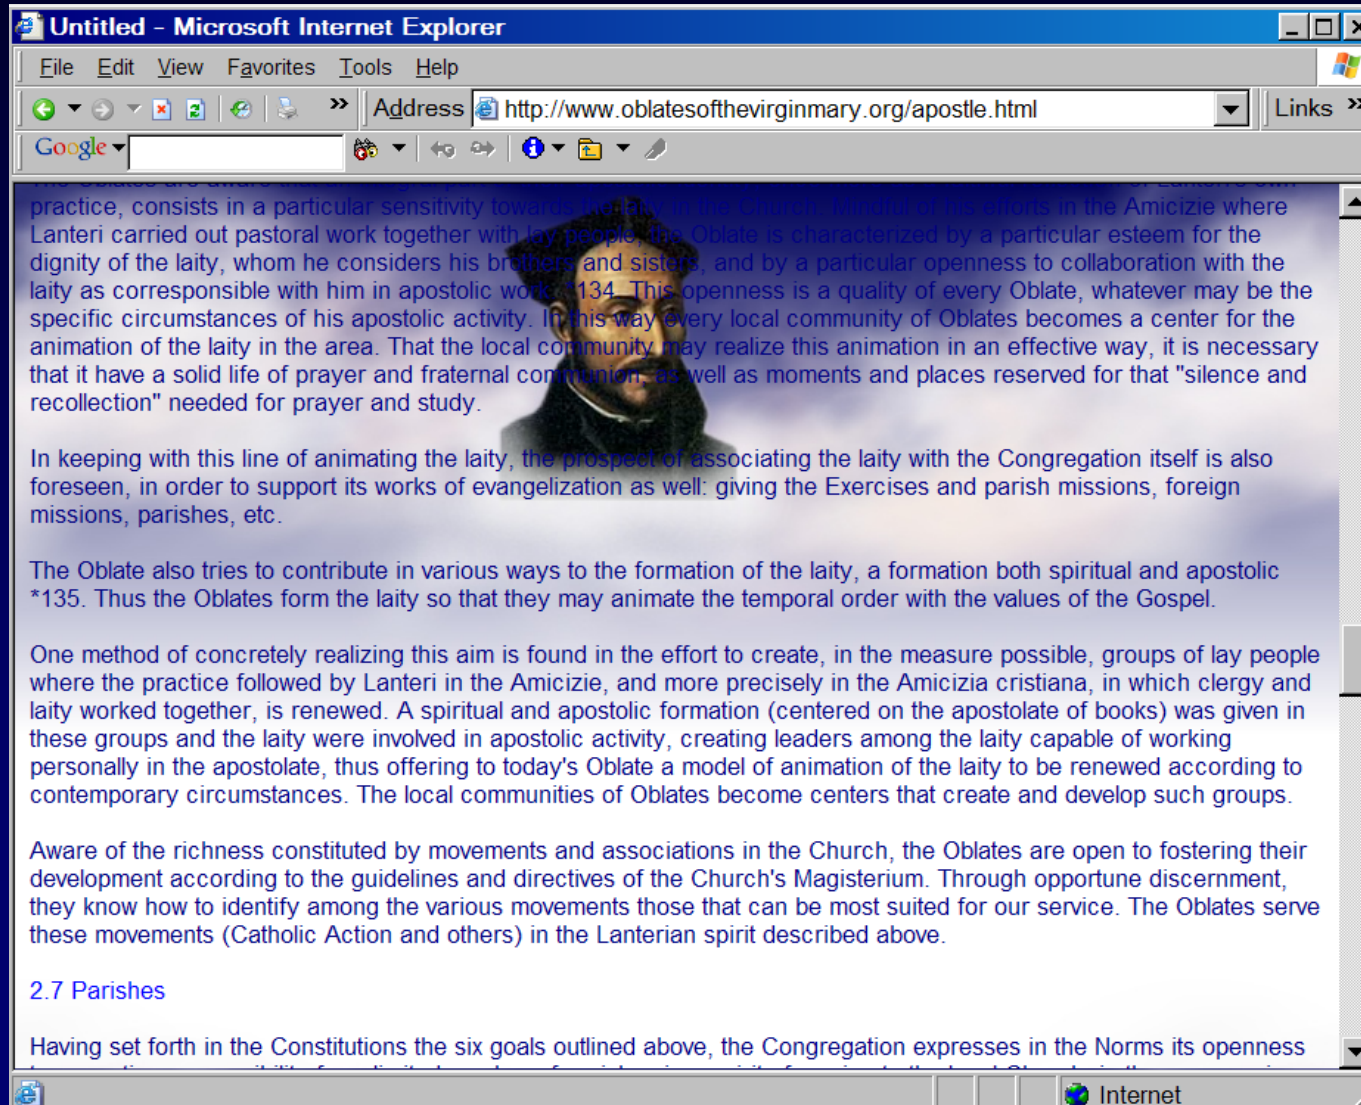 Untitled - Microsoft Internet Explorer
File Edit View Favorites Tools Help
Address http://www.oblatesofthevirginmary.org/apostle.html Links »
Google
The Oblates are aware that an integral part of Lanteri's own
practice, consists in a particular sensitivity towards the laity in the Church. Mindful of his efforts in the Amicizie where
Lanteri carried out pastoral work together with lay people, the Oblate is characterized by a particular esteem for the
dignity of the laity, whom he considers his brothers and sisters, and by a particular openness to collaboration with the
laity as corresponsible with him in apostolic work. *134. This openness is a quality of every Oblate, whatever may be the
specific circumstances of his apostolic activity. In this way every local community of Oblates becomes a center for the
animation of the laity in the area. That the local community may realize this animation in an effective way, it is necessary
that it have a solid life of prayer and fraternal communion, as well as moments and places reserved for that "silence and
recollection" needed for prayer and study.
In keeping with this line of animating the laity, the prospect of associating the laity with the Congregation itself is also
foreseen, in order to support its works of evangelization as well: giving the Exercises and parish missions, foreign
missions, parishes, etc.
The Oblate also tries to contribute in various ways to the formation of the laity, a formation both spiritual and apostolic
*135. Thus the Oblates form the laity so that they may animate the temporal order with the values of the Gospel.
One method of concretely realizing this aim is found in the effort to create, in the measure possible, groups of lay people
where the practice followed by Lanteri in the Amicizie, and more precisely in the Amicizia cristiana, in which clergy and
laity worked together, is renewed. A spiritual and apostolic formation (centered on the apostolate of books) was given in
these groups and the laity were involved in apostolic activity, creating leaders among the laity capable of working
personally in the apostolate, thus offering to today's Oblate a model of animation of the laity to be renewed according to
contemporary circumstances. The local communities of Oblates become centers that create and develop such groups.
Aware of the richness constituted by movements and associations in the Church, the Oblates are open to fostering their
development according to the guidelines and directives of the Church's Magisterium. Through opportune discernment,
they know how to identify among the various movements those that can be most suited for our service. The Oblates serve
these movements (Catholic Action and others) in the Lanterian spirit described above.
2.7 Parishes
Having set forth in the Constitutions the six goals outlined above, the Congregation expresses in the Norms its openness
Internet